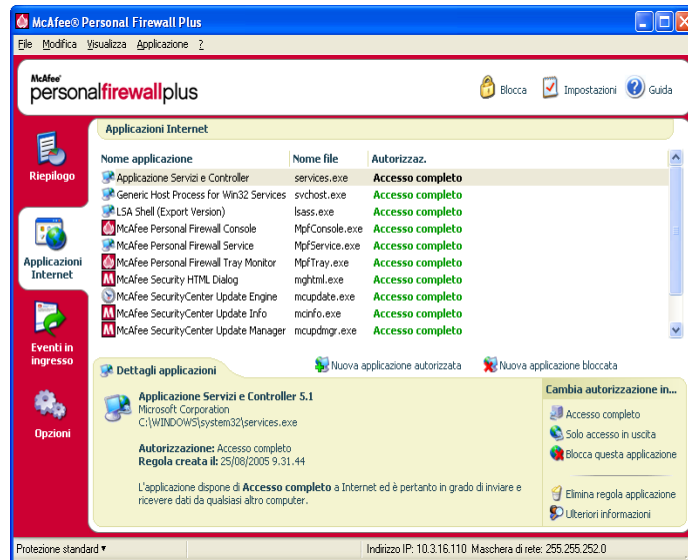 McAfee® Personal Firewall Plus
File Modifica Visualizza Applicazione ?
McAfee®
personalfirewallplus
Blocca Impostazioni Guida
Riepilogo
Applicazioni Internet
Eventi in ingresso
Opzioni
Applicazioni Internet
Nome applicazione Nome file Autorizzaz.
Applicazione Servizi e Controller services.exe Accesso completo
Generic Host Process for Win32 Services svchost.exe Accesso completo
LSA Shell (Export Version) lsass.exe Accesso completo
McAfee Personal Firewall Console MpfConsole.exe Accesso completo
McAfee Personal Firewall Service MpfService.exe Accesso completo
McAfee Personal Firewall Tray Monitor MpfTray.exe Accesso completo
McAfee Security HTML Dialog mghtml.exe Accesso completo
McAfee SecurityCenter Update Engine mcupdate.exe Accesso completo
McAfee SecurityCenter Update Info mcinfo.exe Accesso completo
McAfee SecurityCenter Update Manager mcupdmgr.exe Accesso completo
Nuova applicazione autorizzata Nuova applicazione bloccata
Dettagli applicazioni
Applicazione Servizi e Controller 5.1
Microsoft Corporation
C:\WINDOWS\system32\services.exe
Autorizzazione: Accesso completo
Regola creata il: 25/08/2005 9.31.44
L'applicazione dispone di Accesso completo a Internet ed è pertanto in grado di inviare e
ricevere dati da qualsiasi altro computer.
Cambia autorizzazione in...
Accesso completo
Solo accesso in uscita
Blocca questa applicazione
Elimina regola applicazione
Ulteriori informazioni
Protezione standard ▾ Indirizzo IP: 10.3.16.110 Maschera di rete: 255.255.252.0